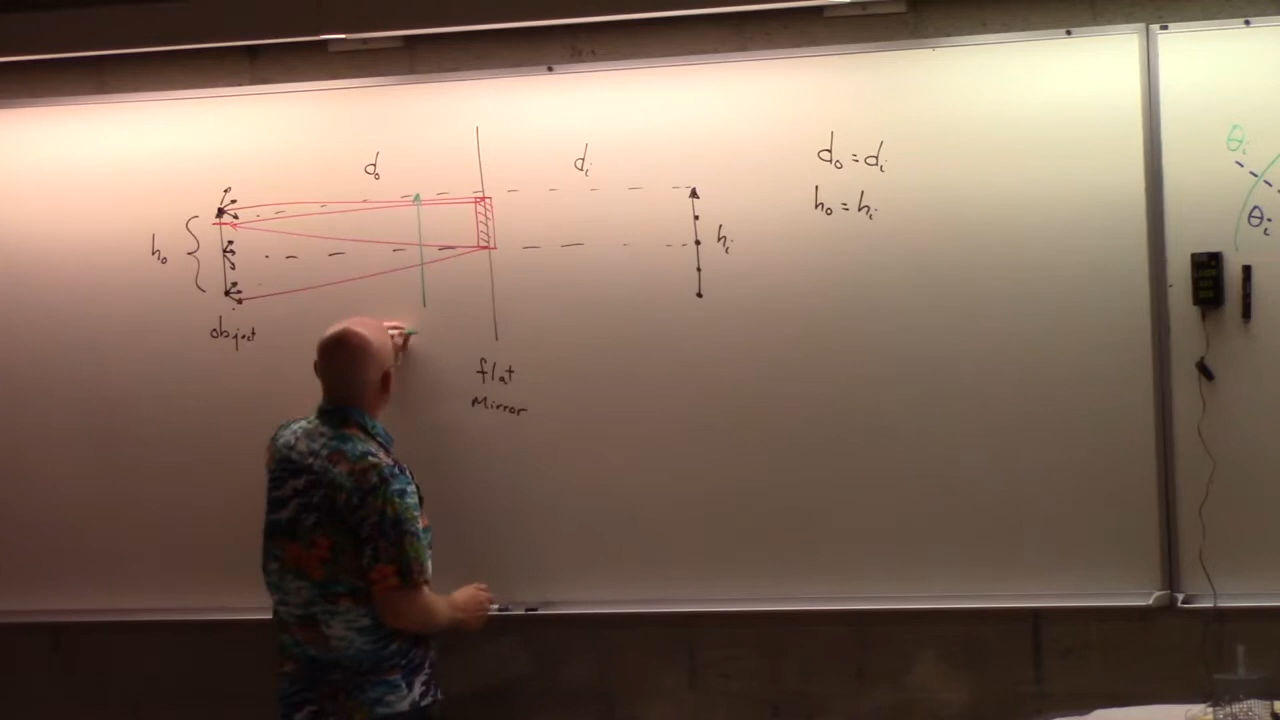 d₀
dᵢ
d₀ = dᵢ
h₀ = hᵢ
h₀
hᵢ
object
flat
Mirror
θᵢ
θᵢ